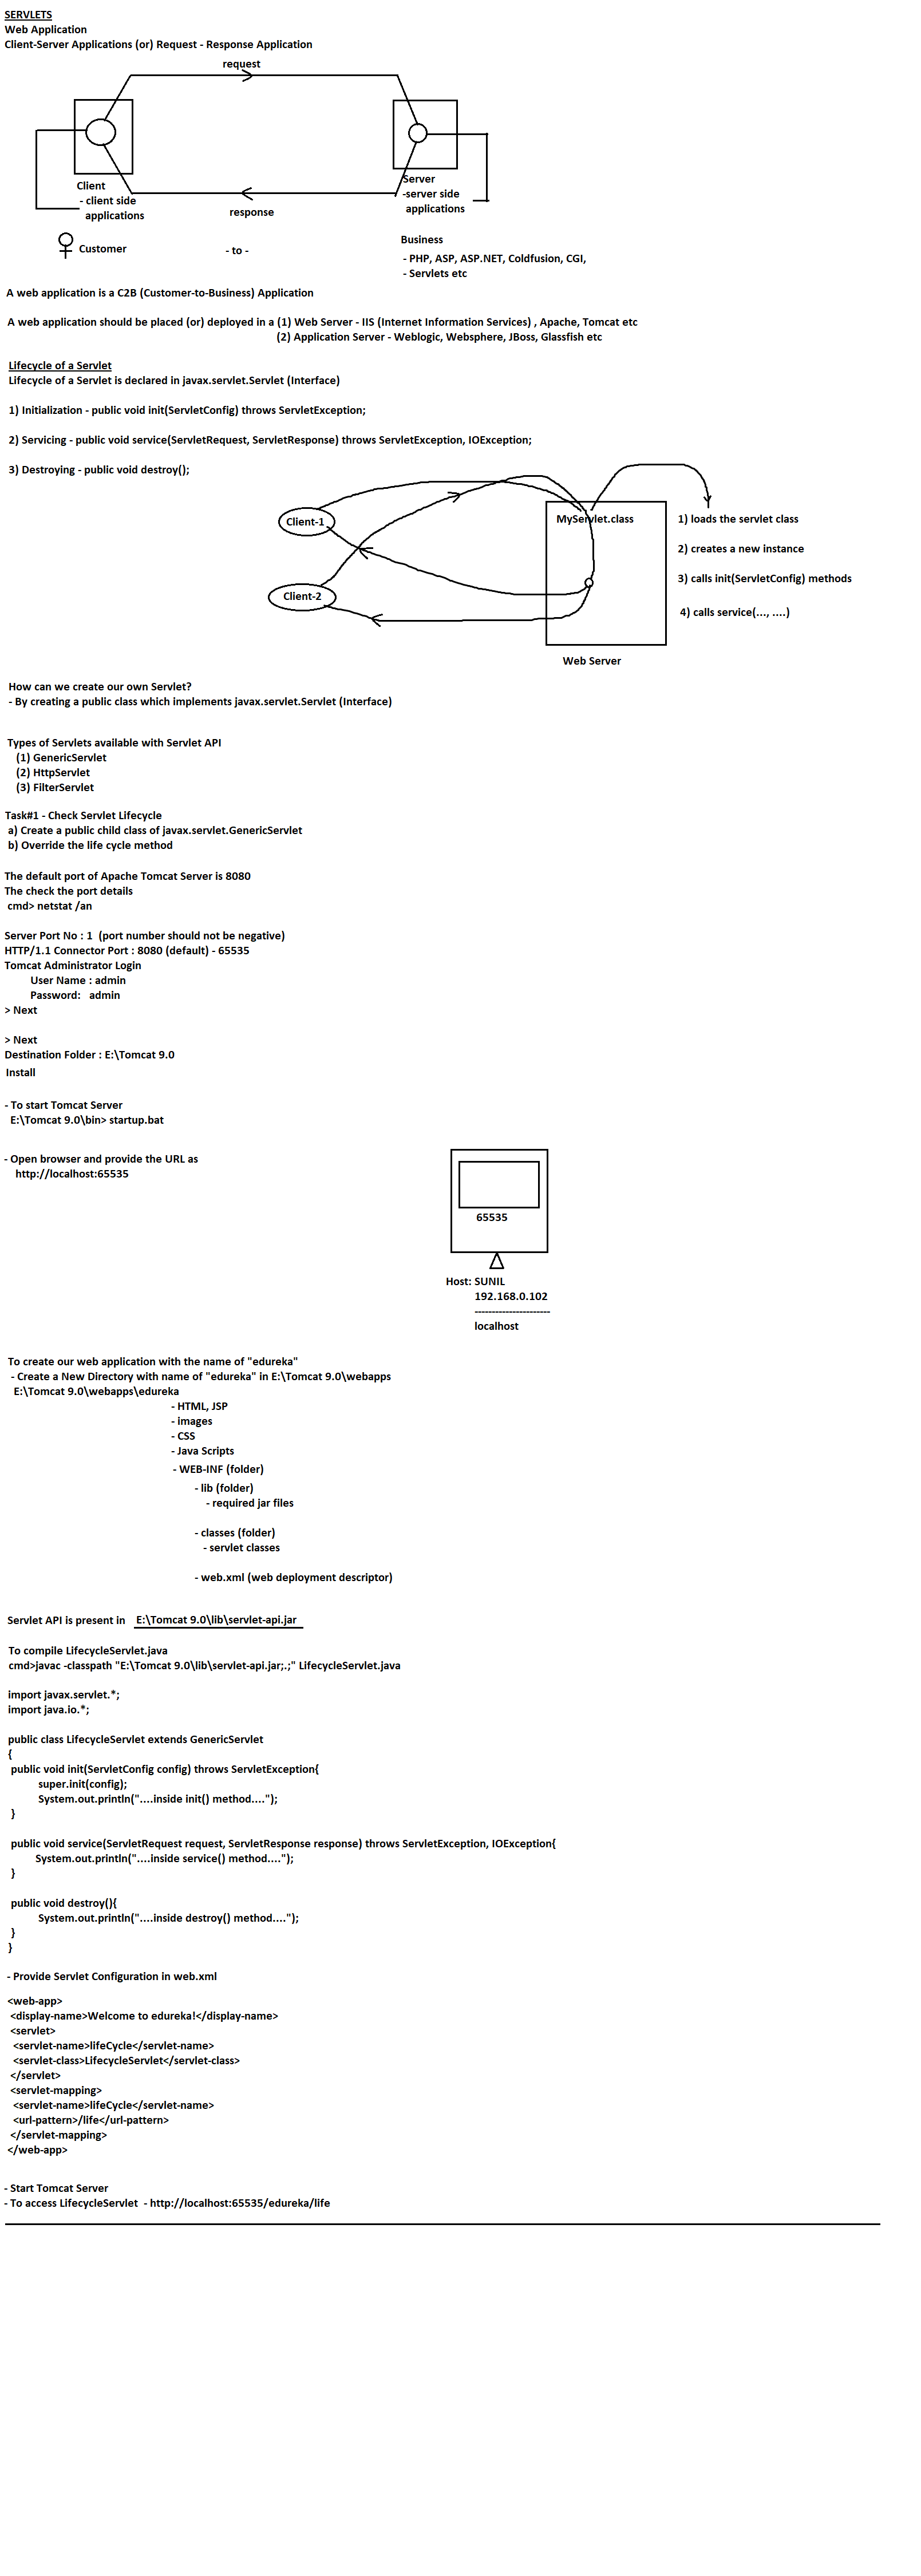 SERVLETS
Web Application
Client-Server Applications (or) Request - Response Application
request
Client
- client side
applications
Server
-server side
applications
response
Customer
- to -
Business
- PHP, ASP, ASP.NET, Coldfusion, CGI,
- Servlets etc
A web application is a C2B (Customer-to-Business) Application
A web application should be placed (or) deployed in a (1) Web Server - IIS (Internet Information Services) , Apache, Tomcat etc
(2) Application Server - Weblogic, Websphere, JBoss, Glassfish etc
Lifecycle of a Servlet
Lifecycle of a Servlet is declared in javax.servlet.Servlet (Interface)
1) Initialization - public void init(ServletConfig) throws ServletException;
2) Servicing - public void service(ServletRequest, ServletResponse) throws ServletException, IOException;
3) Destroying - public void destroy();
Client-1
Client-2
MyServlet.class
Web Server
1) loads the servlet class
2) creates a new instance
3) calls init(ServletConfig) methods
4) calls service(..., ....)
How can we create our own Servlet?
- By creating a public class which implements javax.servlet.Servlet (Interface)
Types of Servlets available with Servlet API
(1) GenericServlet
(2) HttpServlet
(3) FilterServlet
Task#1 - Check Servlet Lifecycle
a) Create a public child class of javax.servlet.GenericServlet
b) Override the life cycle method
The default port of Apache Tomcat Server is 8080
The check the port details
cmd> netstat /an
Server Port No : 1 (port number should not be negative)
HTTP/1.1 Connector Port : 8080 (default) - 65535
Tomcat Administrator Login
User Name : admin
Password: admin
> Next
> Next
Destination Folder : E:\Tomcat 9.0
Install
- To start Tomcat Server
E:\Tomcat 9.0\bin> startup.bat
- Open browser and provide the URL as
http://localhost:65535
65535
Host: SUNIL
192.168.0.102
----------------------
localhost
To create our web application with the name of "edureka"
- Create a New Directory with name of "edureka" in E:\Tomcat 9.0\webapps
E:\Tomcat 9.0\webapps\edureka
- HTML, JSP
- images
- CSS
- Java Scripts
- WEB-INF (folder)
- lib (folder)
- required jar files
- classes (folder)
- servlet classes
- web.xml (web deployment descriptor)
Servlet API is present in E:\Tomcat 9.0\lib\servlet-api.jar
To compile LifecycleServlet.java
cmd>javac -classpath "E:\Tomcat 9.0\lib\servlet-api.jar;.;" LifecycleServlet.java
import javax.servlet.*;
import java.io.*;
public class LifecycleServlet extends GenericServlet
{
public void init(ServletConfig config) throws ServletException{
super.init(config);
System.out.println("....inside init() method....");
}
public void service(ServletRequest request, ServletResponse response) throws ServletException, IOException{
System.out.println("....inside service() method....");
}
public void destroy(){
System.out.println("....inside destroy() method....");
}
}
- Provide Servlet Configuration in web.xml
<web-app>
<display-name>Welcome to edureka!</display-name>
<servlet>
<servlet-name>lifeCycle</servlet-name>
<servlet-class>LifecycleServlet</servlet-class>
</servlet>
<servlet-mapping>
<servlet-name>lifeCycle</servlet-name>
<url-pattern>/life</url-pattern>
</servlet-mapping>
</web-app>
- Start Tomcat Server
- To access LifecycleServlet - http://localhost:65535/edureka/life